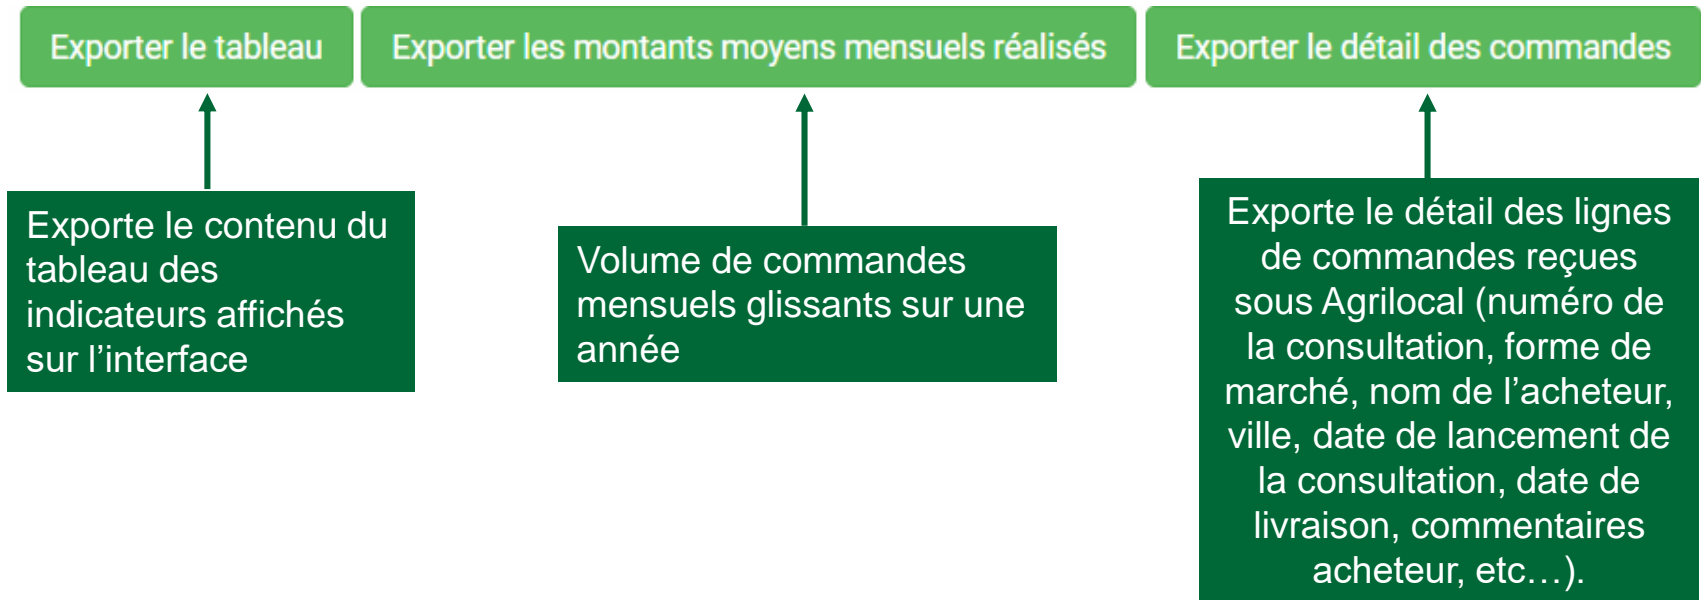 Exporter le tableau
Exporter les montants moyens mensuels réalisés
Exporter le détail des commandes
Exporte le contenu du
tableau des
indicateurs affichés
sur l’interface
Volume de commandes
mensuels glissants sur une
année
Exporte le détail des lignes
de commandes reçues
sous Agrilocal (numéro de
la consultation, forme de
marché, nom de l’acheteur,
ville, date de lancement de
la consultation, date de
livraison, commentaires
acheteur, etc…).